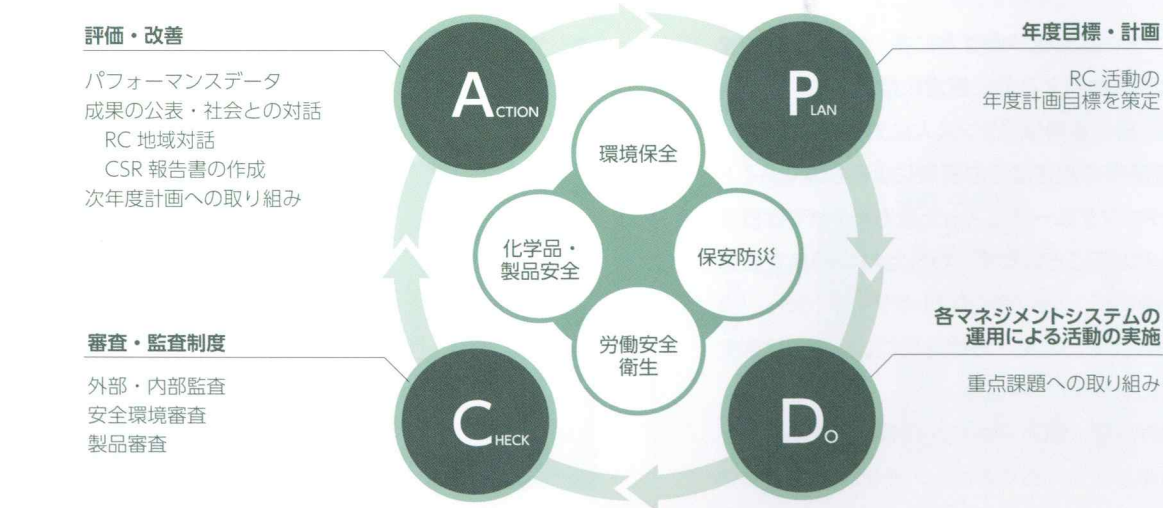 評価・改善
パフォーマンスデータ
成果の公表・社会との対話
RC 地域対話
CSR 報告書の作成
次年度計画への取り組み
ACTION
PLAN
年度目標・計画
RC 活動の
年度計画目標を策定
環境保全
化学品・
製品安全
保安防災
労働安全
衛生
審査・監査制度
外部・内部監査
安全環境審査
製品審査
CHECK
DO
各マネジメントシステムの
運用による活動の実施
重点課題への取り組み